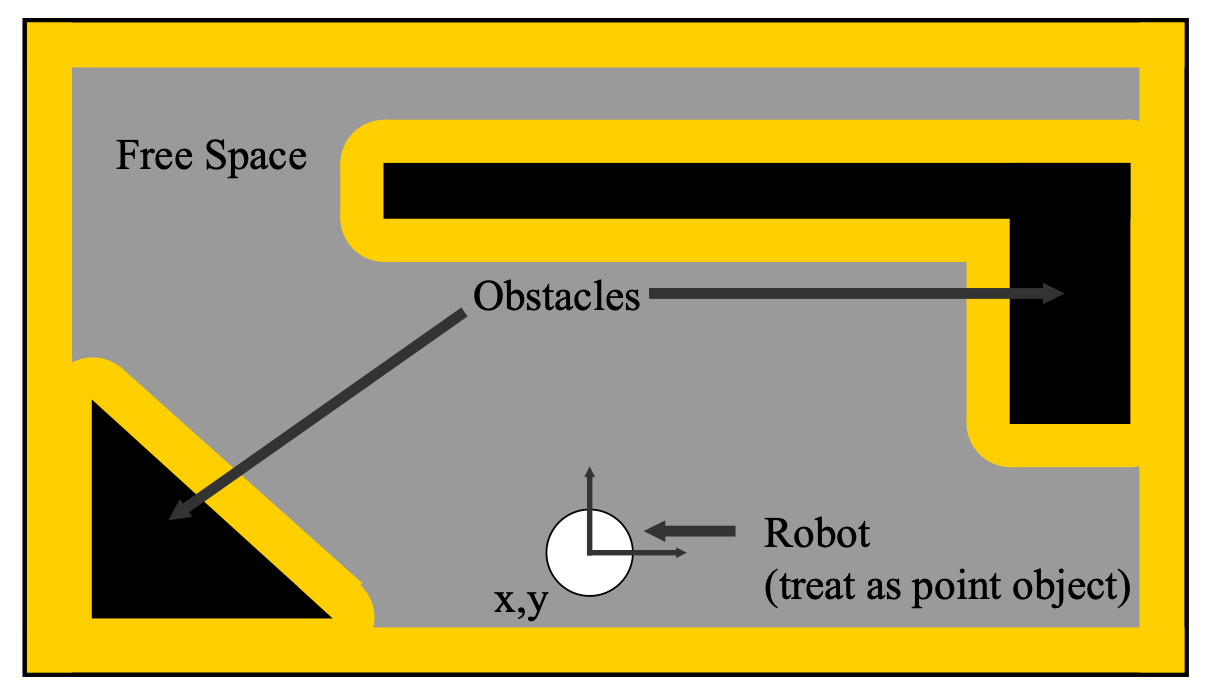 Free Space
Obstacles
Robot
(treat as point object)
x,y